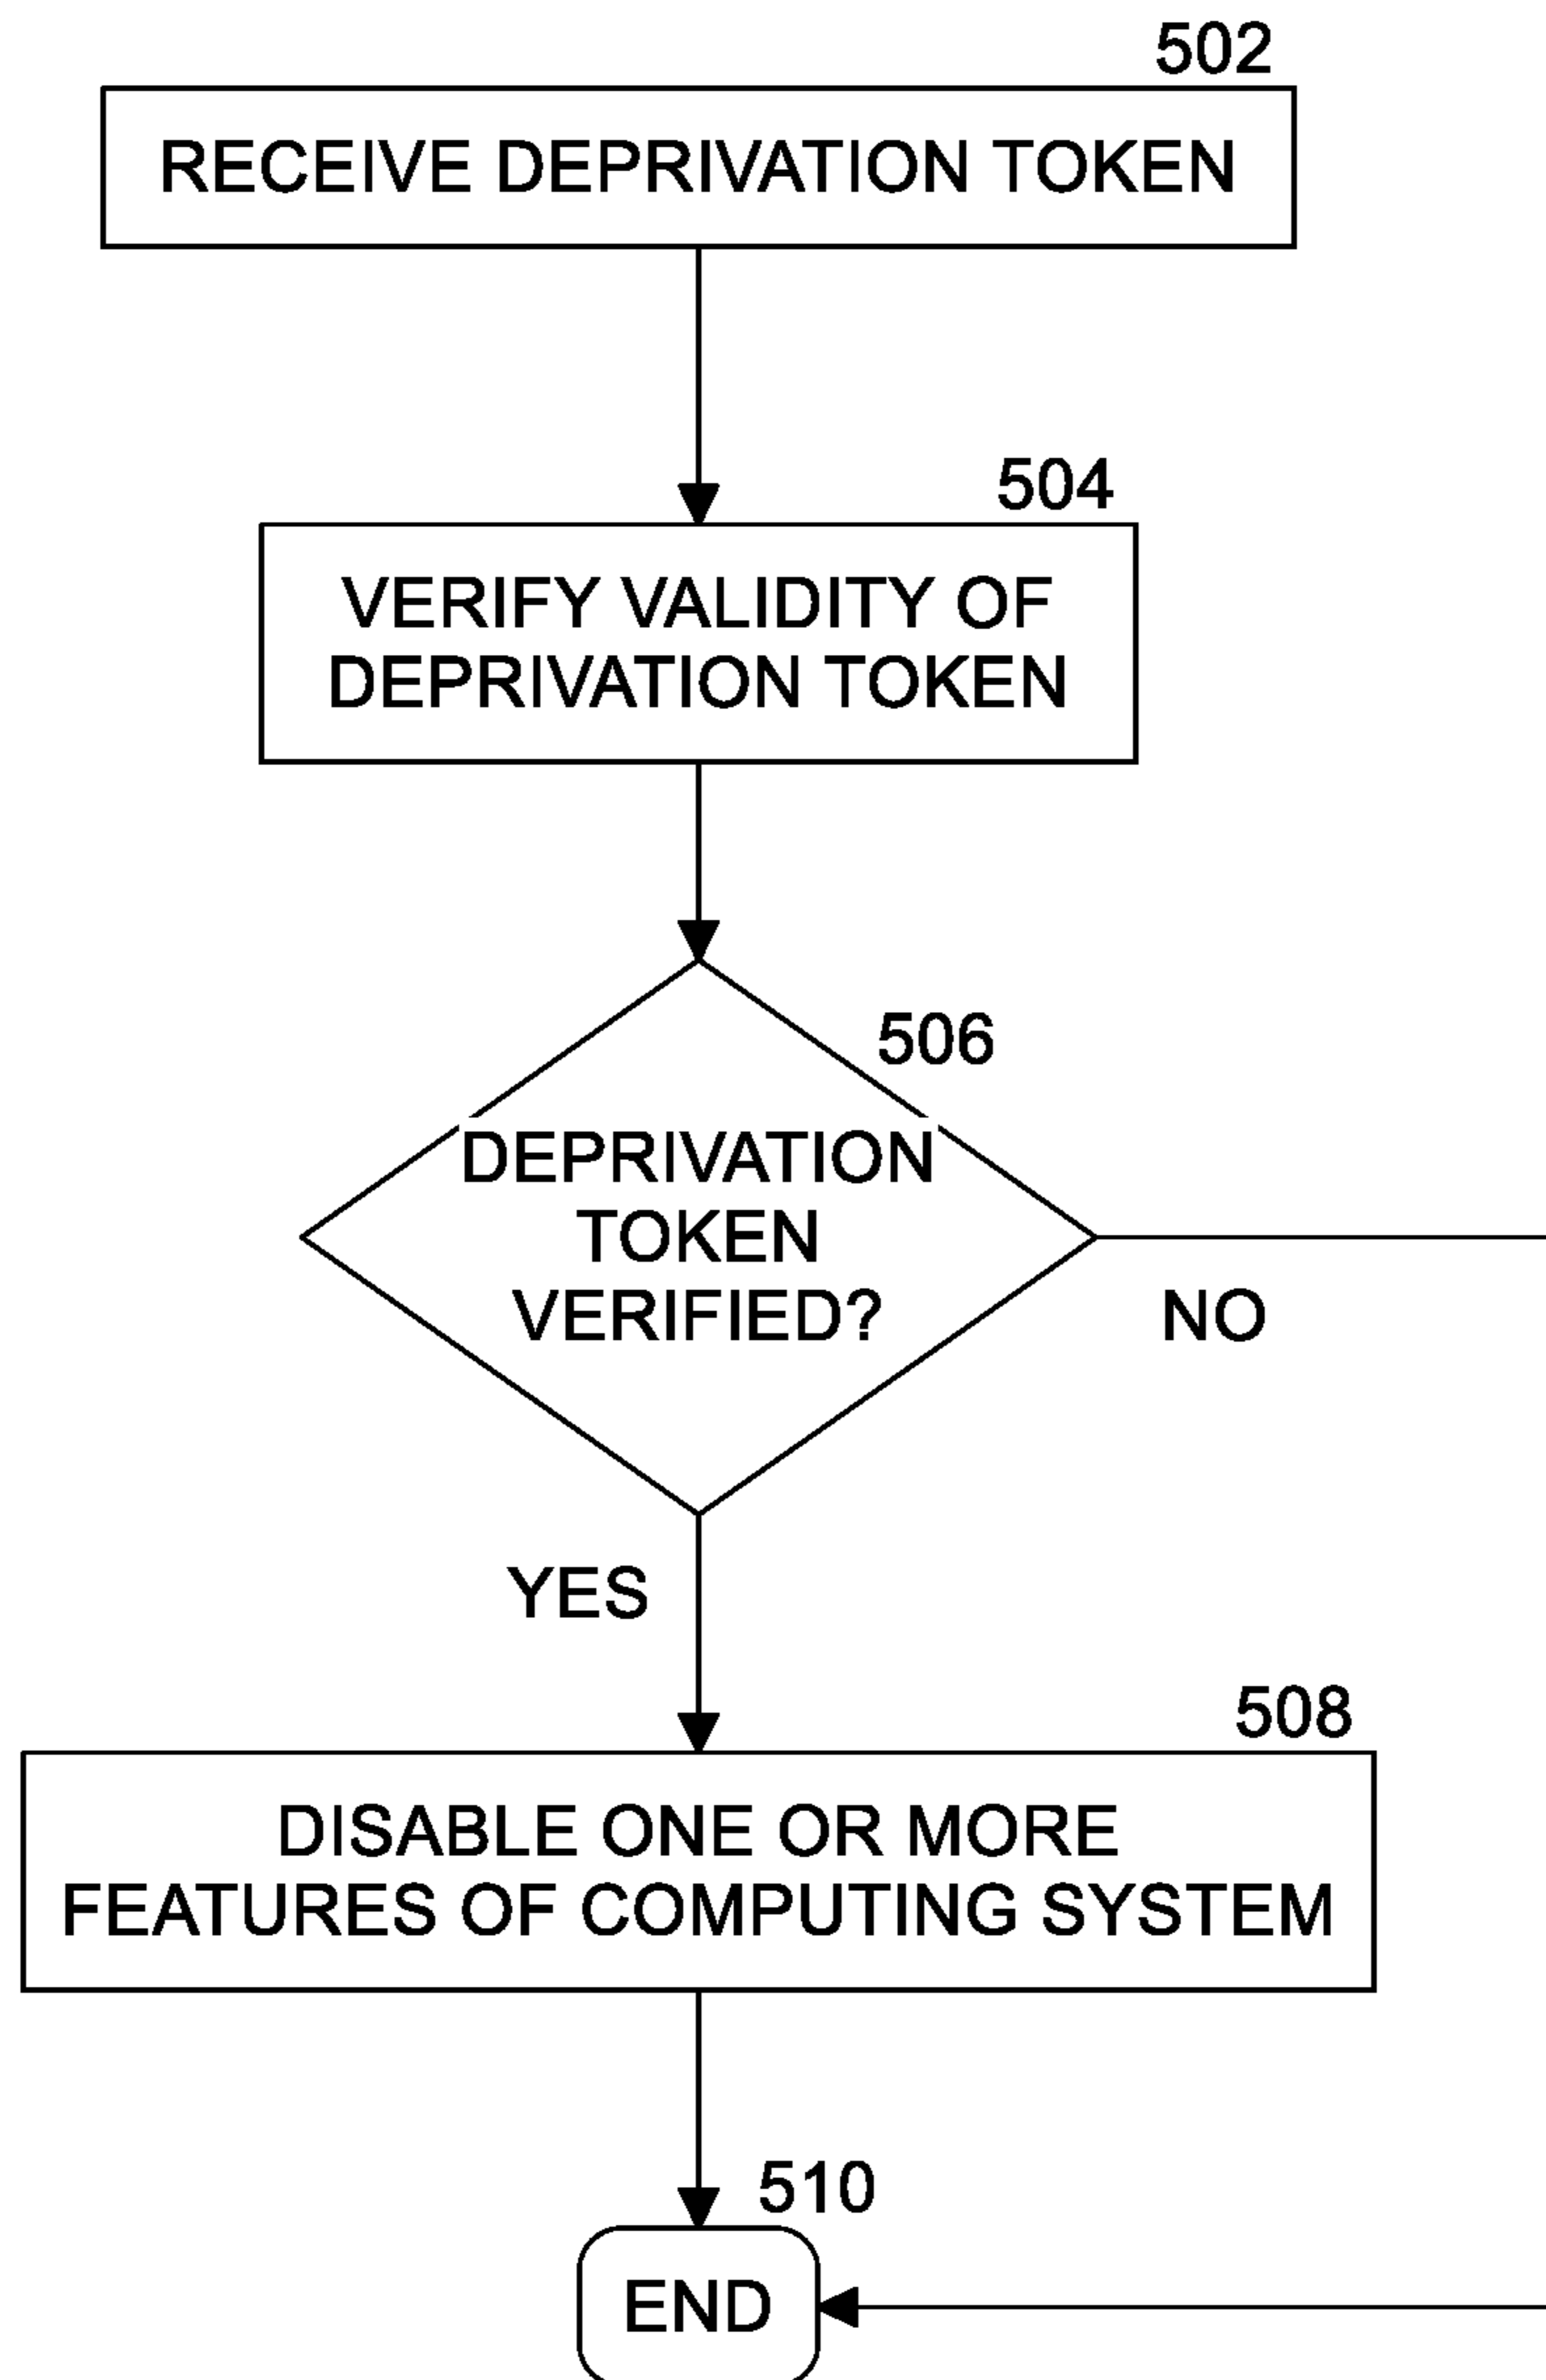 502
RECEIVE DEPRIVATION TOKEN
504
VERIFY VALIDITY OF
DEPRIVATION TOKEN
506
DEPRIVATION
TOKEN
VERIFIED?
NO
YES
508
DISABLE ONE OR MORE
FEATURES OF COMPUTING SYSTEM
510
END